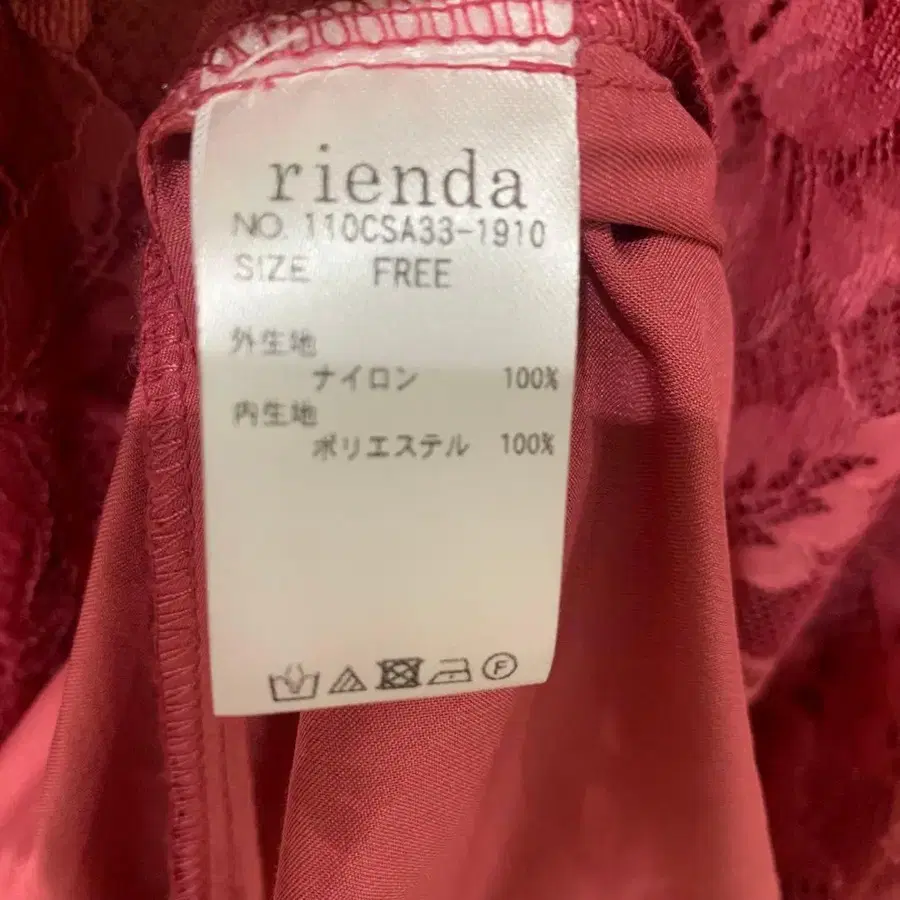 rienda
NO. 110CSA33-1910
SIZE FREE
外生地
ナイロン 100%
内生地
ポリエステル 100%
F